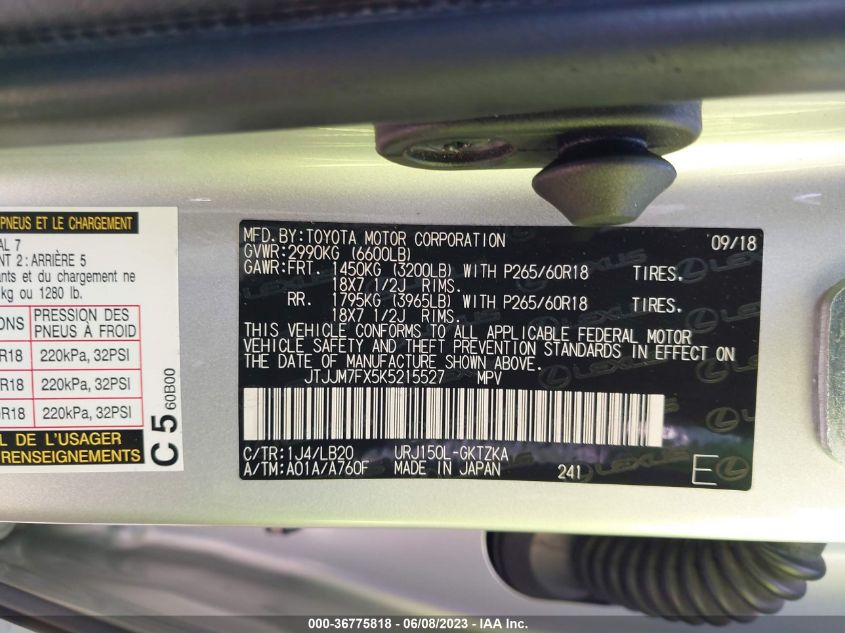 PNEUS ET LE CHARGEMENT
AL 7
NT 2: ARRIÈRE 5
ants et du chargement ne
kg ou 1280 lb.
ONS PRESSION DES PNEUS À FROID
R18 220kPa, 32PSI
R18 220kPa, 32PSI
R18 220kPa, 32PSI
L DE L'USAGER
RENSEIGNEMENTS
C5
60B00
MFD.BY:TOYOTA MOTOR CORPORATION 09/18
GVWR:2990KG (6600LB)
GAWR:FRT. 1450KG (3200LB) WITH P265/60R18 TIRES.
18X7 1/2J RIMS.
RR. 1795KG (3965LB) WITH P265/60R18 TIRES.
18X7 1/2J RIMS.
THIS VEHICLE CONFORMS TO ALL APPLICABLE FEDERAL MOTOR
VEHICLE SAFETY AND THEFT PREVENTION STANDARDS IN EFFECT ON
THE DATE OF MANUFACTURE SHOWN ABOVE.
JTJJM7FX5K5215527 MPV
C/TR:1J4/LB20 URJ150L-GKTZKA
A/TM:A01A/A760F MADE IN JAPAN 241 E
LEXUS
000-36775818 - 06/08/2023 - IAA Inc.